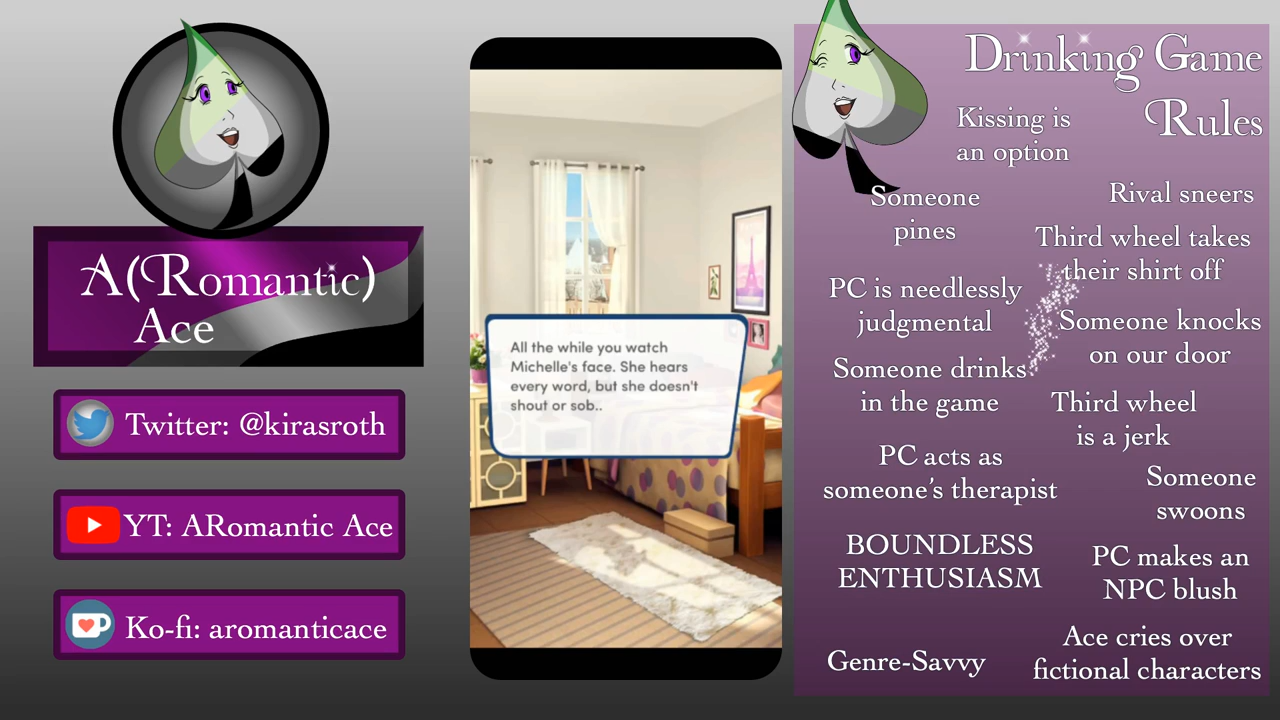 A(Romantic)
Ace
Twitter: @kirasroth
YT: ARomantic Ace
Ko-fi: aromanticace
All the while you watch
Michelle's face. She hears
every word, but she doesn't
shout or sob..
Drinking Game
Rules
Kissing is
an option
Someone
pines
Rival sneers
Third wheel takes
their shirt off
PC is needlessly
judgmental
Someone knocks
on our door
Someone drinks
in the game
Third wheel
is a jerk
PC acts as
someone's therapist
Someone
swoons
BOUNDLESS
ENTHUSIASM
PC makes an
NPC blush
Genre-Savvy
Ace cries over
fictional characters